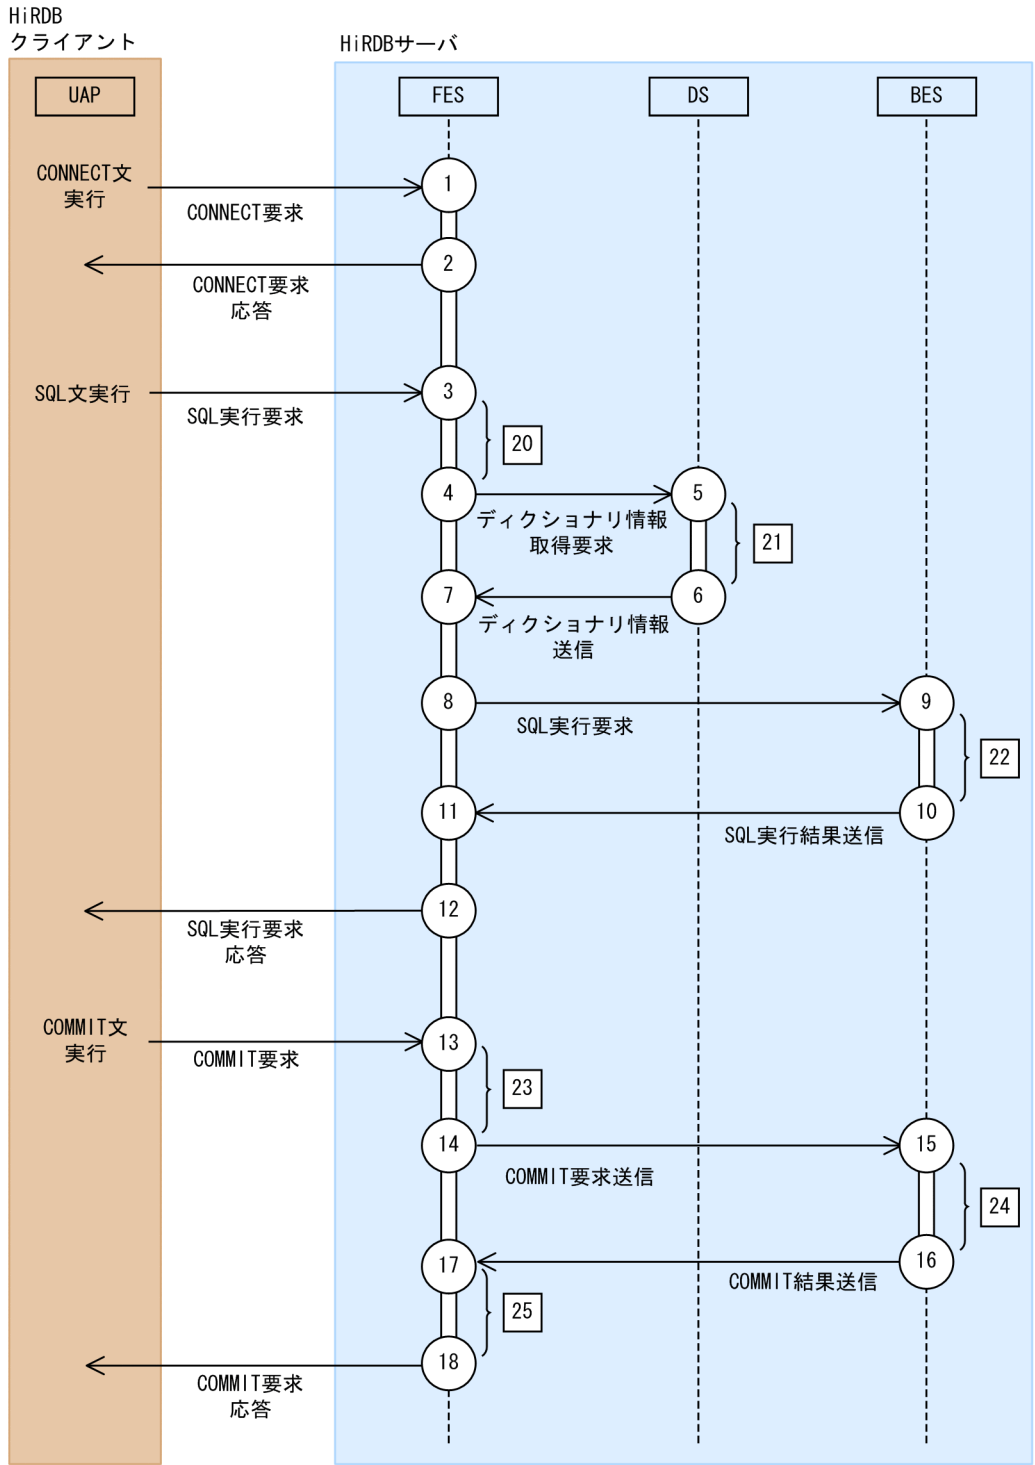 HiRDB
クライアント
HiRDBサーバ
UAP
FES
DS
BES
CONNECT文
実行
1
CONNECT要求
2
CONNECT要求
応答
SQL文実行
3
SQL実行要求
20
4
5
ディクショナリ情報
取得要求
21
7
6
ディクショナリ情報
送信
8
9
SQL実行要求
22
11
10
SQL実行結果送信
12
SQL実行要求
応答
COMMIT文
実行
13
COMMIT要求
23
14
15
COMMIT要求送信
24
17
16
COMMIT結果送信
25
18
COMMIT要求
応答